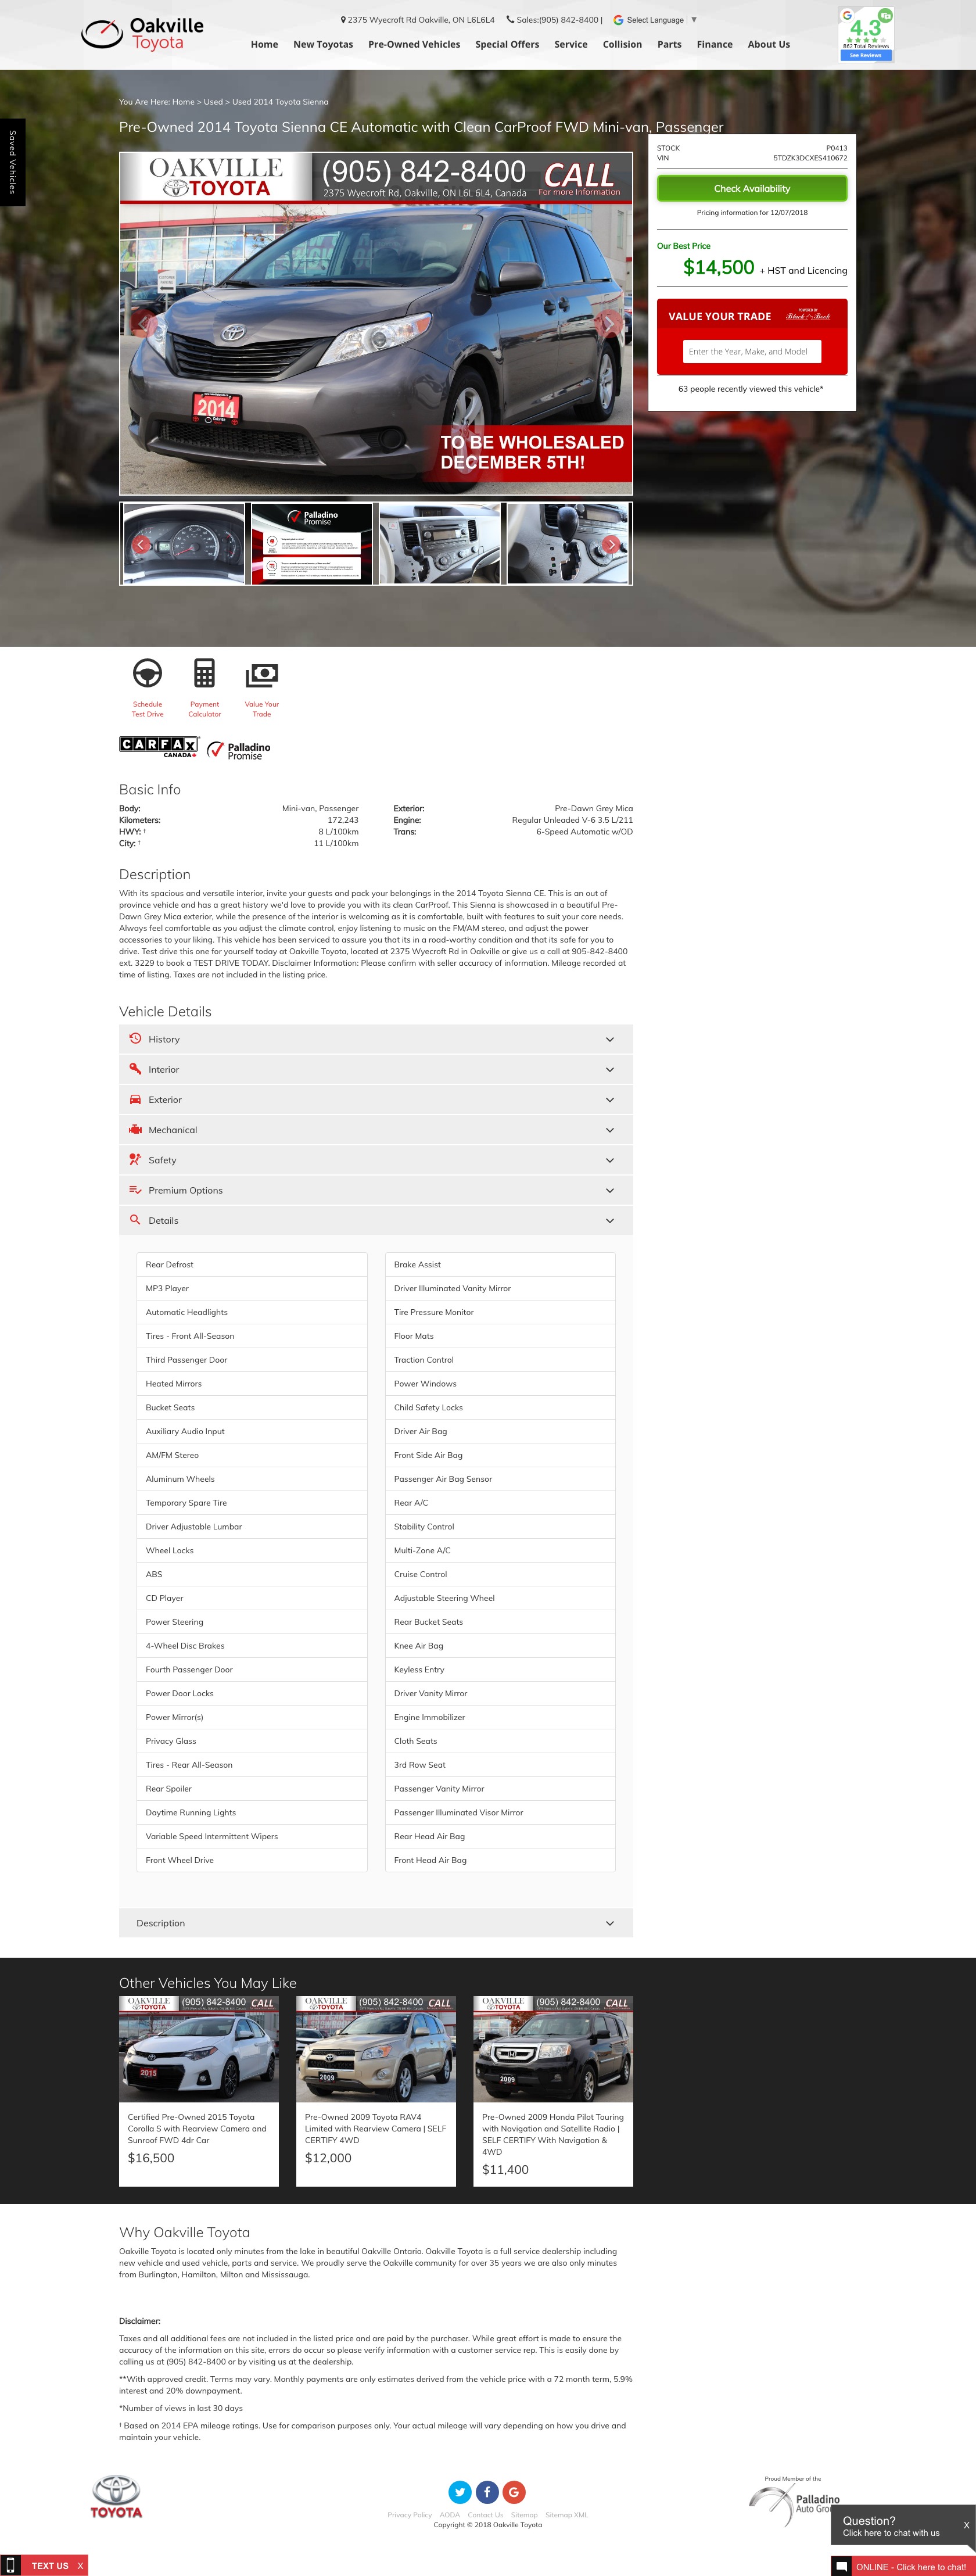 Oakville
Toyota
2375 Wyecroft Rd Oakville, ON L6L6L4
Sales:(905) 842-8400 |
Select Language ▼
Home
New Toyotas
Pre-Owned Vehicles
Special Offers
Service
Collision
Parts
Finance
About Us
4.3
862 Total Reviews
See Reviews
Saved Vehicles
You Are Here: Home > Used > Used 2014 Toyota Sienna
Pre-Owned 2014 Toyota Sienna CE Automatic with Clean CarProof FWD Mini-van, Passenger
OAKVILLE
TOYOTA
(905) 842-8400
2375 Wyecroft Rd, Oakville, ON L6L 6L4, Canada
CALL
For more Information
2014
TO BE WHOLESALED
DECEMBER 5TH!
Palladino
Promise
STOCK P0413
VIN 5TDZK3DCXES410672
Check Availability
Pricing information for 12/07/2018
Our Best Price
$14,500 + HST and Licencing
VALUE YOUR TRADE
POWERED BY
Black Book
Enter the Year, Make, and Model
63 people recently viewed this vehicle*
Schedule
Test Drive
Payment
Calculator
Value Your
Trade
CARFAX
CANADA
Palladino
Promise
Basic Info
Body: Mini-van, Passenger
Kilometers: 172,243
HWY: † 8 L/100km
City: † 11 L/100km
Exterior: Pre-Dawn Grey Mica
Engine: Regular Unleaded V-6 3.5 L/211
Trans: 6-Speed Automatic w/OD
Description
With its spacious and versatile interior, invite your guests and pack your belongings in the 2014 Toyota Sienna CE. This is an out of
province vehicle and has a great history we'd love to provide you with its clean CarProof. This Sienna is showcased in a beautiful Pre-
Dawn Grey Mica exterior, while the presence of the interior is welcoming as it is comfortable, built with features to suit your core needs.
Always feel comfortable as you adjust the climate control, enjoy listening to music on the FM/AM stereo, and adjust the power
accessories to your liking. This vehicle has been serviced to assure you that its in a road-worthy condition and that its safe for you to
drive. Test drive this one for yourself today at Oakville Toyota, located at 2375 Wyecroft Rd in Oakville or give us a call at 905-842-8400
ext. 3229 to book a TEST DRIVE TODAY. Disclaimer Information: Please confirm with seller accuracy of information. Mileage recorded at
time of listing. Taxes are not included in the listing price.
Vehicle Details
History
Interior
Exterior
Mechanical
Safety
Premium Options
Details
Rear Defrost
MP3 Player
Automatic Headlights
Tires - Front All-Season
Third Passenger Door
Heated Mirrors
Bucket Seats
Auxiliary Audio Input
AM/FM Stereo
Aluminum Wheels
Temporary Spare Tire
Driver Adjustable Lumbar
Wheel Locks
ABS
CD Player
Power Steering
4-Wheel Disc Brakes
Fourth Passenger Door
Power Door Locks
Power Mirror(s)
Privacy Glass
Tires - Rear All-Season
Rear Spoiler
Daytime Running Lights
Variable Speed Intermittent Wipers
Front Wheel Drive
Brake Assist
Driver Illuminated Vanity Mirror
Tire Pressure Monitor
Floor Mats
Traction Control
Power Windows
Child Safety Locks
Driver Air Bag
Front Side Air Bag
Passenger Air Bag Sensor
Rear A/C
Stability Control
Multi-Zone A/C
Cruise Control
Adjustable Steering Wheel
Rear Bucket Seats
Knee Air Bag
Keyless Entry
Driver Vanity Mirror
Engine Immobilizer
Cloth Seats
3rd Row Seat
Passenger Vanity Mirror
Passenger Illuminated Visor Mirror
Rear Head Air Bag
Front Head Air Bag
Description
Other Vehicles You May Like
OAKVILLE
TOYOTA
(905) 842-8400 CALL
2015
Certified Pre-Owned 2015 Toyota
Corolla S with Rearview Camera and
Sunroof FWD 4dr Car
$16,500
OAKVILLE
TOYOTA
(905) 842-8400 CALL
2009
Pre-Owned 2009 Toyota RAV4
Limited with Rearview Camera | SELF
CERTIFY 4WD
$12,000
OAKVILLE
TOYOTA
(905) 842-8400 CALL
2009
Pre-Owned 2009 Honda Pilot Touring
with Navigation and Satellite Radio |
SELF CERTIFY With Navigation &
4WD
$11,400
Why Oakville Toyota
Oakville Toyota is located only minutes from the lake in beautiful Oakville Ontario. Oakville Toyota is a full service dealership including
new vehicle and used vehicle, parts and service. We proudly serve the Oakville community for over 35 years we are also only minutes
from Burlington, Hamilton, Milton and Mississauga.
Disclaimer:
Taxes and all additional fees are not included in the listed price and are paid by the purchaser. While great effort is made to ensure the
accuracy of the information on this site, errors do occur so please verify information with a customer service rep. This is easily done by
calling us at (905) 842-8400 or by visiting us at the dealership.
**With approved credit. Terms may vary. Monthly payments are only estimates derived from the vehicle price with a 72 month term, 5.9%
interest and 20% downpayment.
*Number of views in last 30 days
† Based on 2014 EPA mileage ratings. Use for comparison purposes only. Your actual mileage will vary depending on how you drive and
maintain your vehicle.
TOYOTA
Privacy Policy AODA Contact Us Sitemap Sitemap XML
Copyright © 2018 Oakville Toyota
Proud Member of the
Palladino
Auto Gro
Question? X
Click here to chat with us
TEXT US X
ONLINE - Click here to chat!